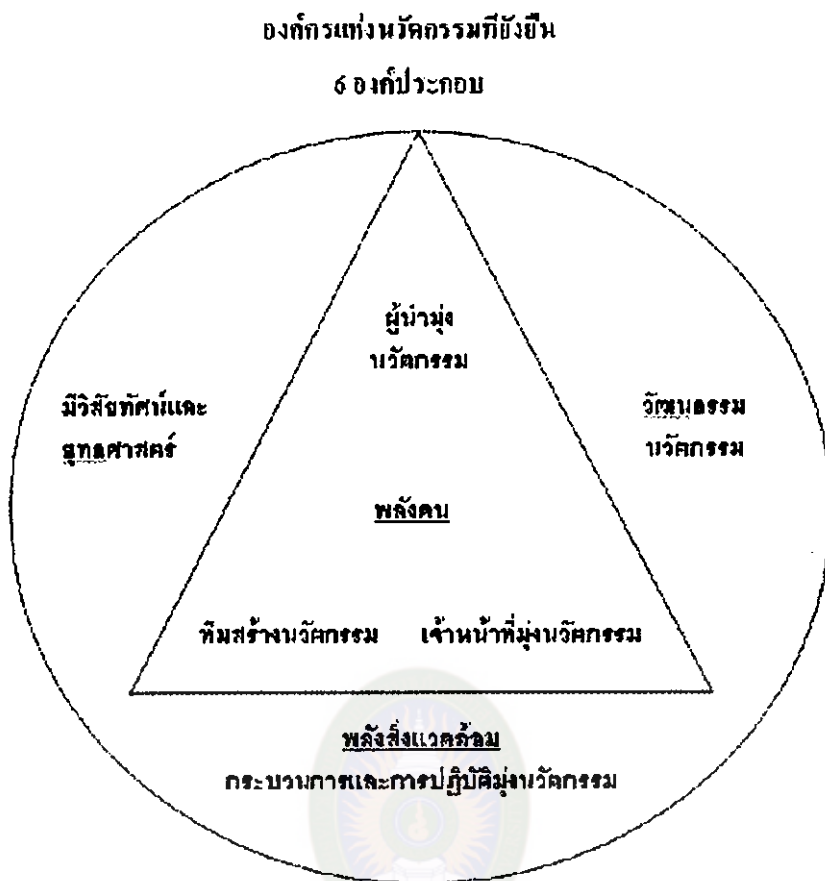 องค์กรแห่งนวัตกรรมที่ยั่งยืน
6 องค์ประกอบ
ผู้นำมุ่ง
นวัตกรรม
มีวิสัยทัศน์และ
ยุทธศาสตร์
วัฒนธรรม
นวัตกรรม
พลังคน
ทีมสร้างนวัตกรรม เจ้าหน้าที่มุ่งนวัตกรรม
พลังสิ่งแวดล้อม
กระบวนการและการปฏิบัติมุ่งนวัตกรรม